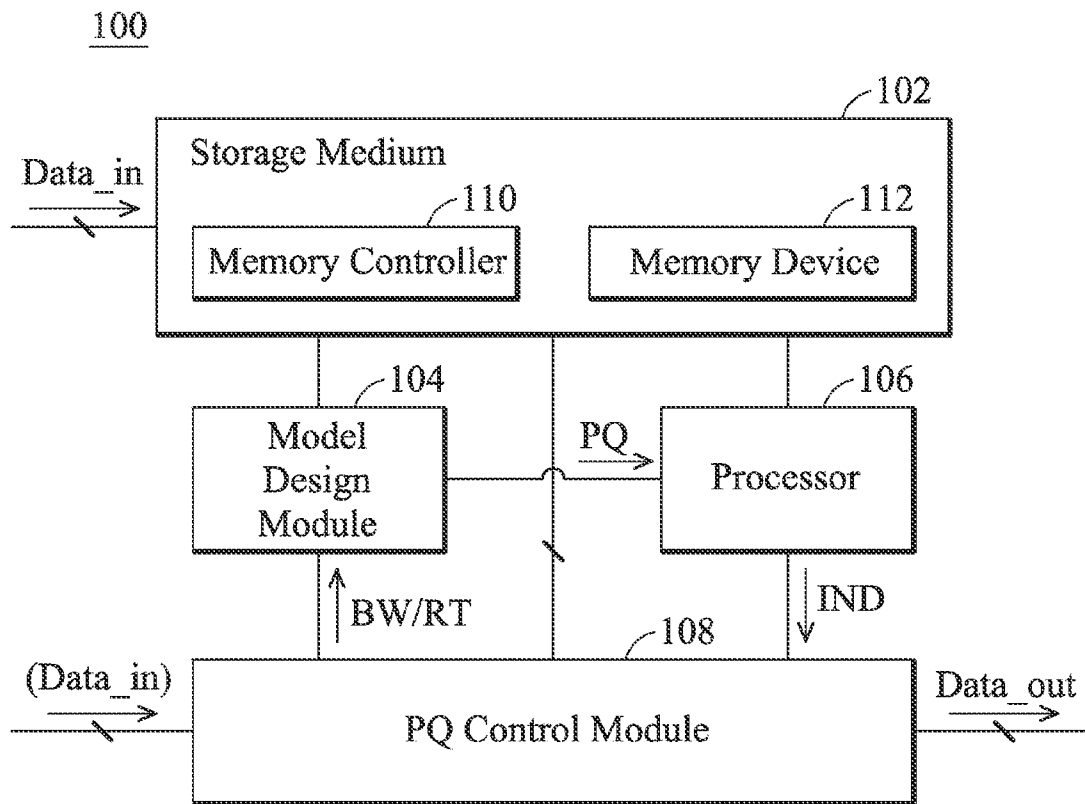 100
102
Storage Medium
Data_in
110
112
Memory Controller
Memory Device
104
106
Model
Design
Module
PQ
Processor
BW/RT
IND
108
(Data_in)
Data_out
PQ Control Module